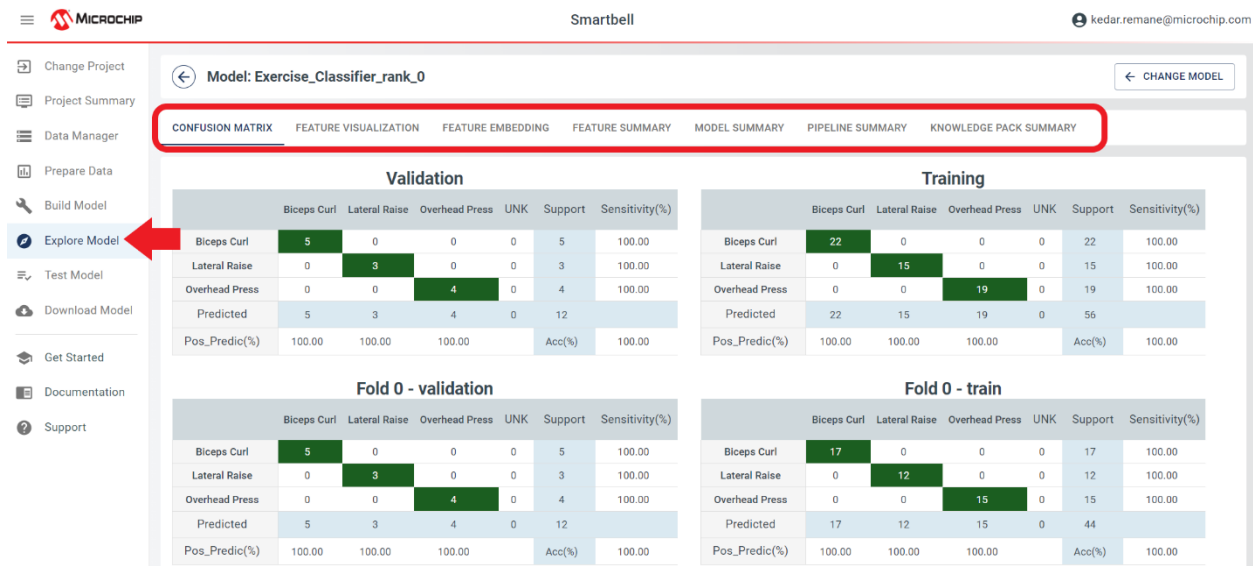 MICROCHIP
Smartbell
kedar.remane@microchip.com
Change Project
Project Summary
Data Manager
Prepare Data
Build Model
Explore Model
Test Model
Download Model
Get Started
Documentation
Support
Model: Exercise_Classifier_rank_0
CHANGE MODEL
CONFUSION MATRIX FEATURE VISUALIZATION FEATURE EMBEDDING FEATURE SUMMARY MODEL SUMMARY PIPELINE SUMMARY KNOWLEDGE PACK SUMMARY
Validation
Biceps Curl Lateral Raise Overhead Press UNK Support Sensitivity(%)
Biceps Curl 5 0 0 0 5 100.00
Lateral Raise 0 3 0 0 3 100.00
Overhead Press 0 0 4 0 4 100.00
Predicted 5 3 4 0 12
Pos_Predic(%) 100.00 100.00 100.00 Acc(%) 100.00
Training
Biceps Curl Lateral Raise Overhead Press UNK Support Sensitivity(%)
Biceps Curl 22 0 0 0 22 100.00
Lateral Raise 0 15 0 0 15 100.00
Overhead Press 0 0 19 0 19 100.00
Predicted 22 15 19 0 56
Pos_Predic(%) 100.00 100.00 100.00 Acc(%) 100.00
Fold 0 - validation
Biceps Curl Lateral Raise Overhead Press UNK Support Sensitivity(%)
Biceps Curl 5 0 0 0 5 100.00
Lateral Raise 0 3 0 0 3 100.00
Overhead Press 0 0 4 0 4 100.00
Predicted 5 3 4 0 12
Pos_Predic(%) 100.00 100.00 100.00 Acc(%) 100.00
Fold 0 - train
Biceps Curl Lateral Raise Overhead Press UNK Support Sensitivity(%)
Biceps Curl 17 0 0 0 17 100.00
Lateral Raise 0 12 0 0 12 100.00
Overhead Press 0 0 15 0 15 100.00
Predicted 17 12 15 0 44
Pos_Predic(%) 100.00 100.00 100.00 Acc(%) 100.00